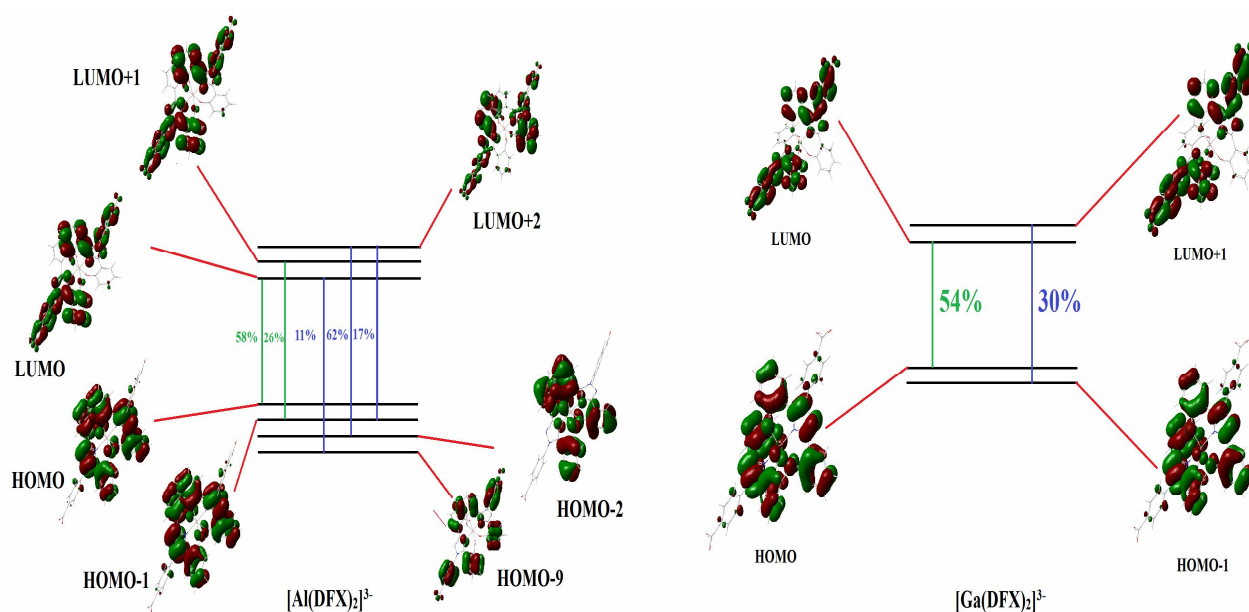 LUMO+1
LUMO+2
LUMO
58%
26%
11%
62%
17%
HOMO
HOMO-2
HOMO-1
HOMO-9
[Al(DFX)₂]³⁻
LUMO
LUMO+1
54%
30%
HOMO
HOMO-1
[Ga(DFX)₂]³⁻